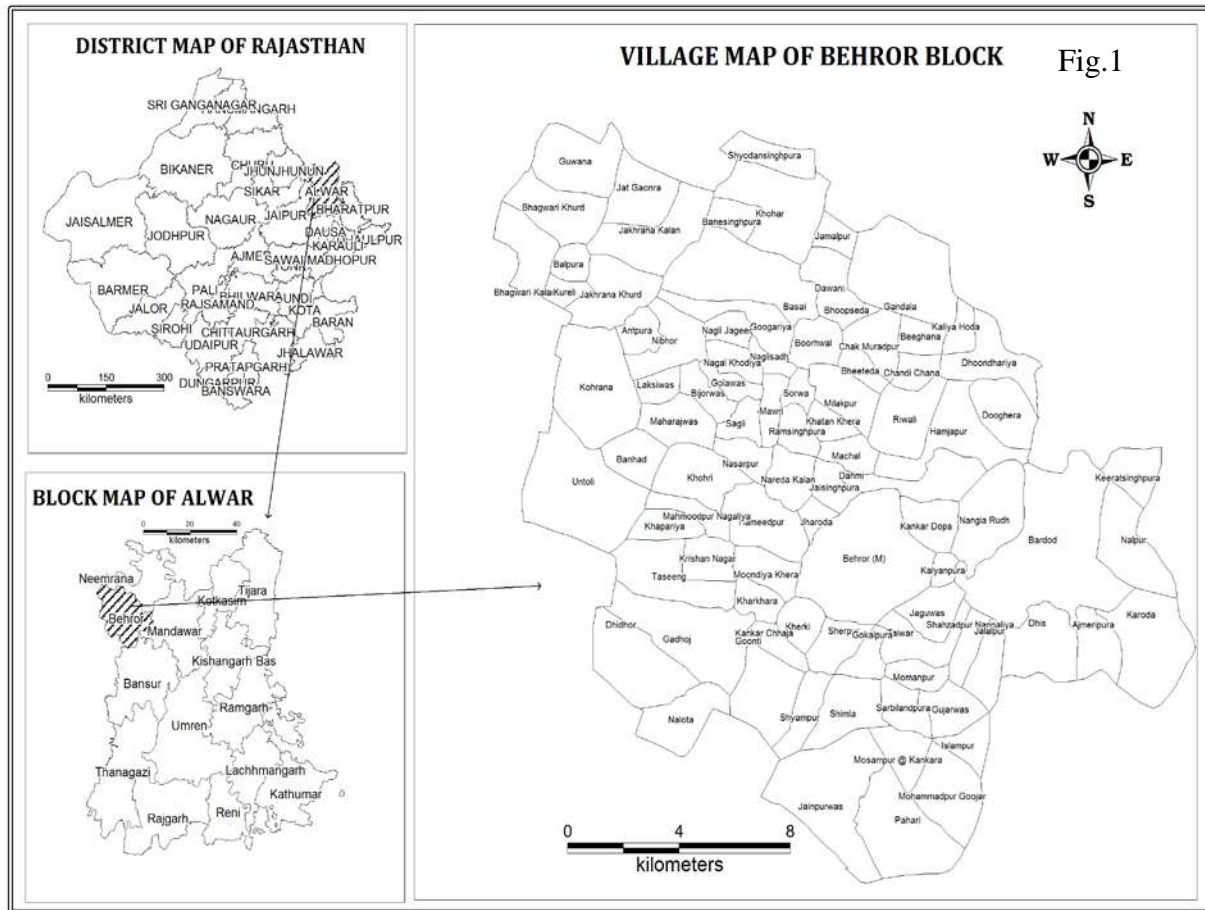 DISTRICT MAP OF RAJASTHAN
SRI GANGANAGAR
HANUMANGARH
BIKANER
CHURU
JHUNJHUNUN
SIKAR
ALWAR
JAISALMER
NAGAUR
JAIPUR
BHARATPUR
JODHPUR
DAUSA
KARAULI
SAWAI MADHOPUR
BARMER
PALI
BHILWARA
RAJSAMAND
JALOR
KOTA
BARAN
SIROHI
CHITTAURGARH
UDAIPUR
JHALAWAR
PRATAPGARH
DUNGARPUR
BANSWARA
0 150 300
kilometers
BLOCK MAP OF ALWAR
0 20 40
kilometers
Neemrana
Tijara
Kotkasim
Behror
Mandawar
Kishangarh Bas
Bansur
Ramgarh
Umren
Thanagazi
Lachhmangarh
Kathumar
Rajgarh
Reni
VILLAGE MAP OF BEHROR BLOCK
Fig.1
N
W E
S
Guwana
Shyodansinghpura
Jat Gaonra
Bhagwari Khurd
Banesinghpura
Khohar
Jakhrana Kalan
Jamalpur
Balpura
Dawani
Kureli
Jakhrana Khurd
Basai
Bhoopseda
Gandala
Antpura
Nibhor
Googariya
Boorhwal
Chak Muradpur
Beeghana
Kaliya Hoda
Nagal Khodiya
Naglisadh
Bheeteda
Chandi Chana
Dhoondhariya
Kohrana
Laksiwas
Golawas
Bijorwas
Sorwa
Milakpur
Maharajwas
Sagli
Mawri
Ramsinghpura
Khatan Khera
Riwali
Hamjapur
Dooghera
Machal
Banhad
Nasarpur
Dahmi
Untoli
Khohri
Nareda Kalan
Jaisinghpura
Keeratsinghpura
Mahmoodpur Nagaliya
Khapariya
Hameedpur
Jharoda
Kankar Dopa
Nangla Rudh
Bardod
Nalpur
Krishan Nagar
Behror (M)
Taseeng
Moondiya Khera
Kalyanpura
Kharkhara
Jaguwas
Dhidhor
Gadhoj
Kankar Chhaja
Goonti
Kherki
Gokalpura
Jalalpur
Dhis
Ajmeripura
Karoda
Momanpur
Nalota
Shyampur
Shimla
Sarbilandpura
Gujarwas
Islampur
Mosampur @ Kankara
Jainpurwas
Mohammadpur Goojar
Pahari
0 4 8
kilometers